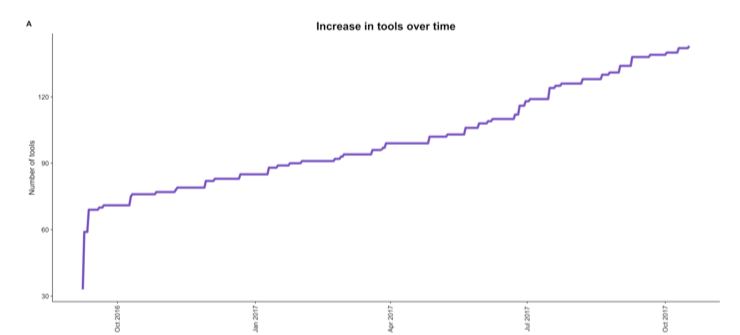 A
Increase in tools over time
Number of tools
120
90
60
30
Oct 2016
Jan 2017
Apr 2017
Jul 2017
Oct 2017